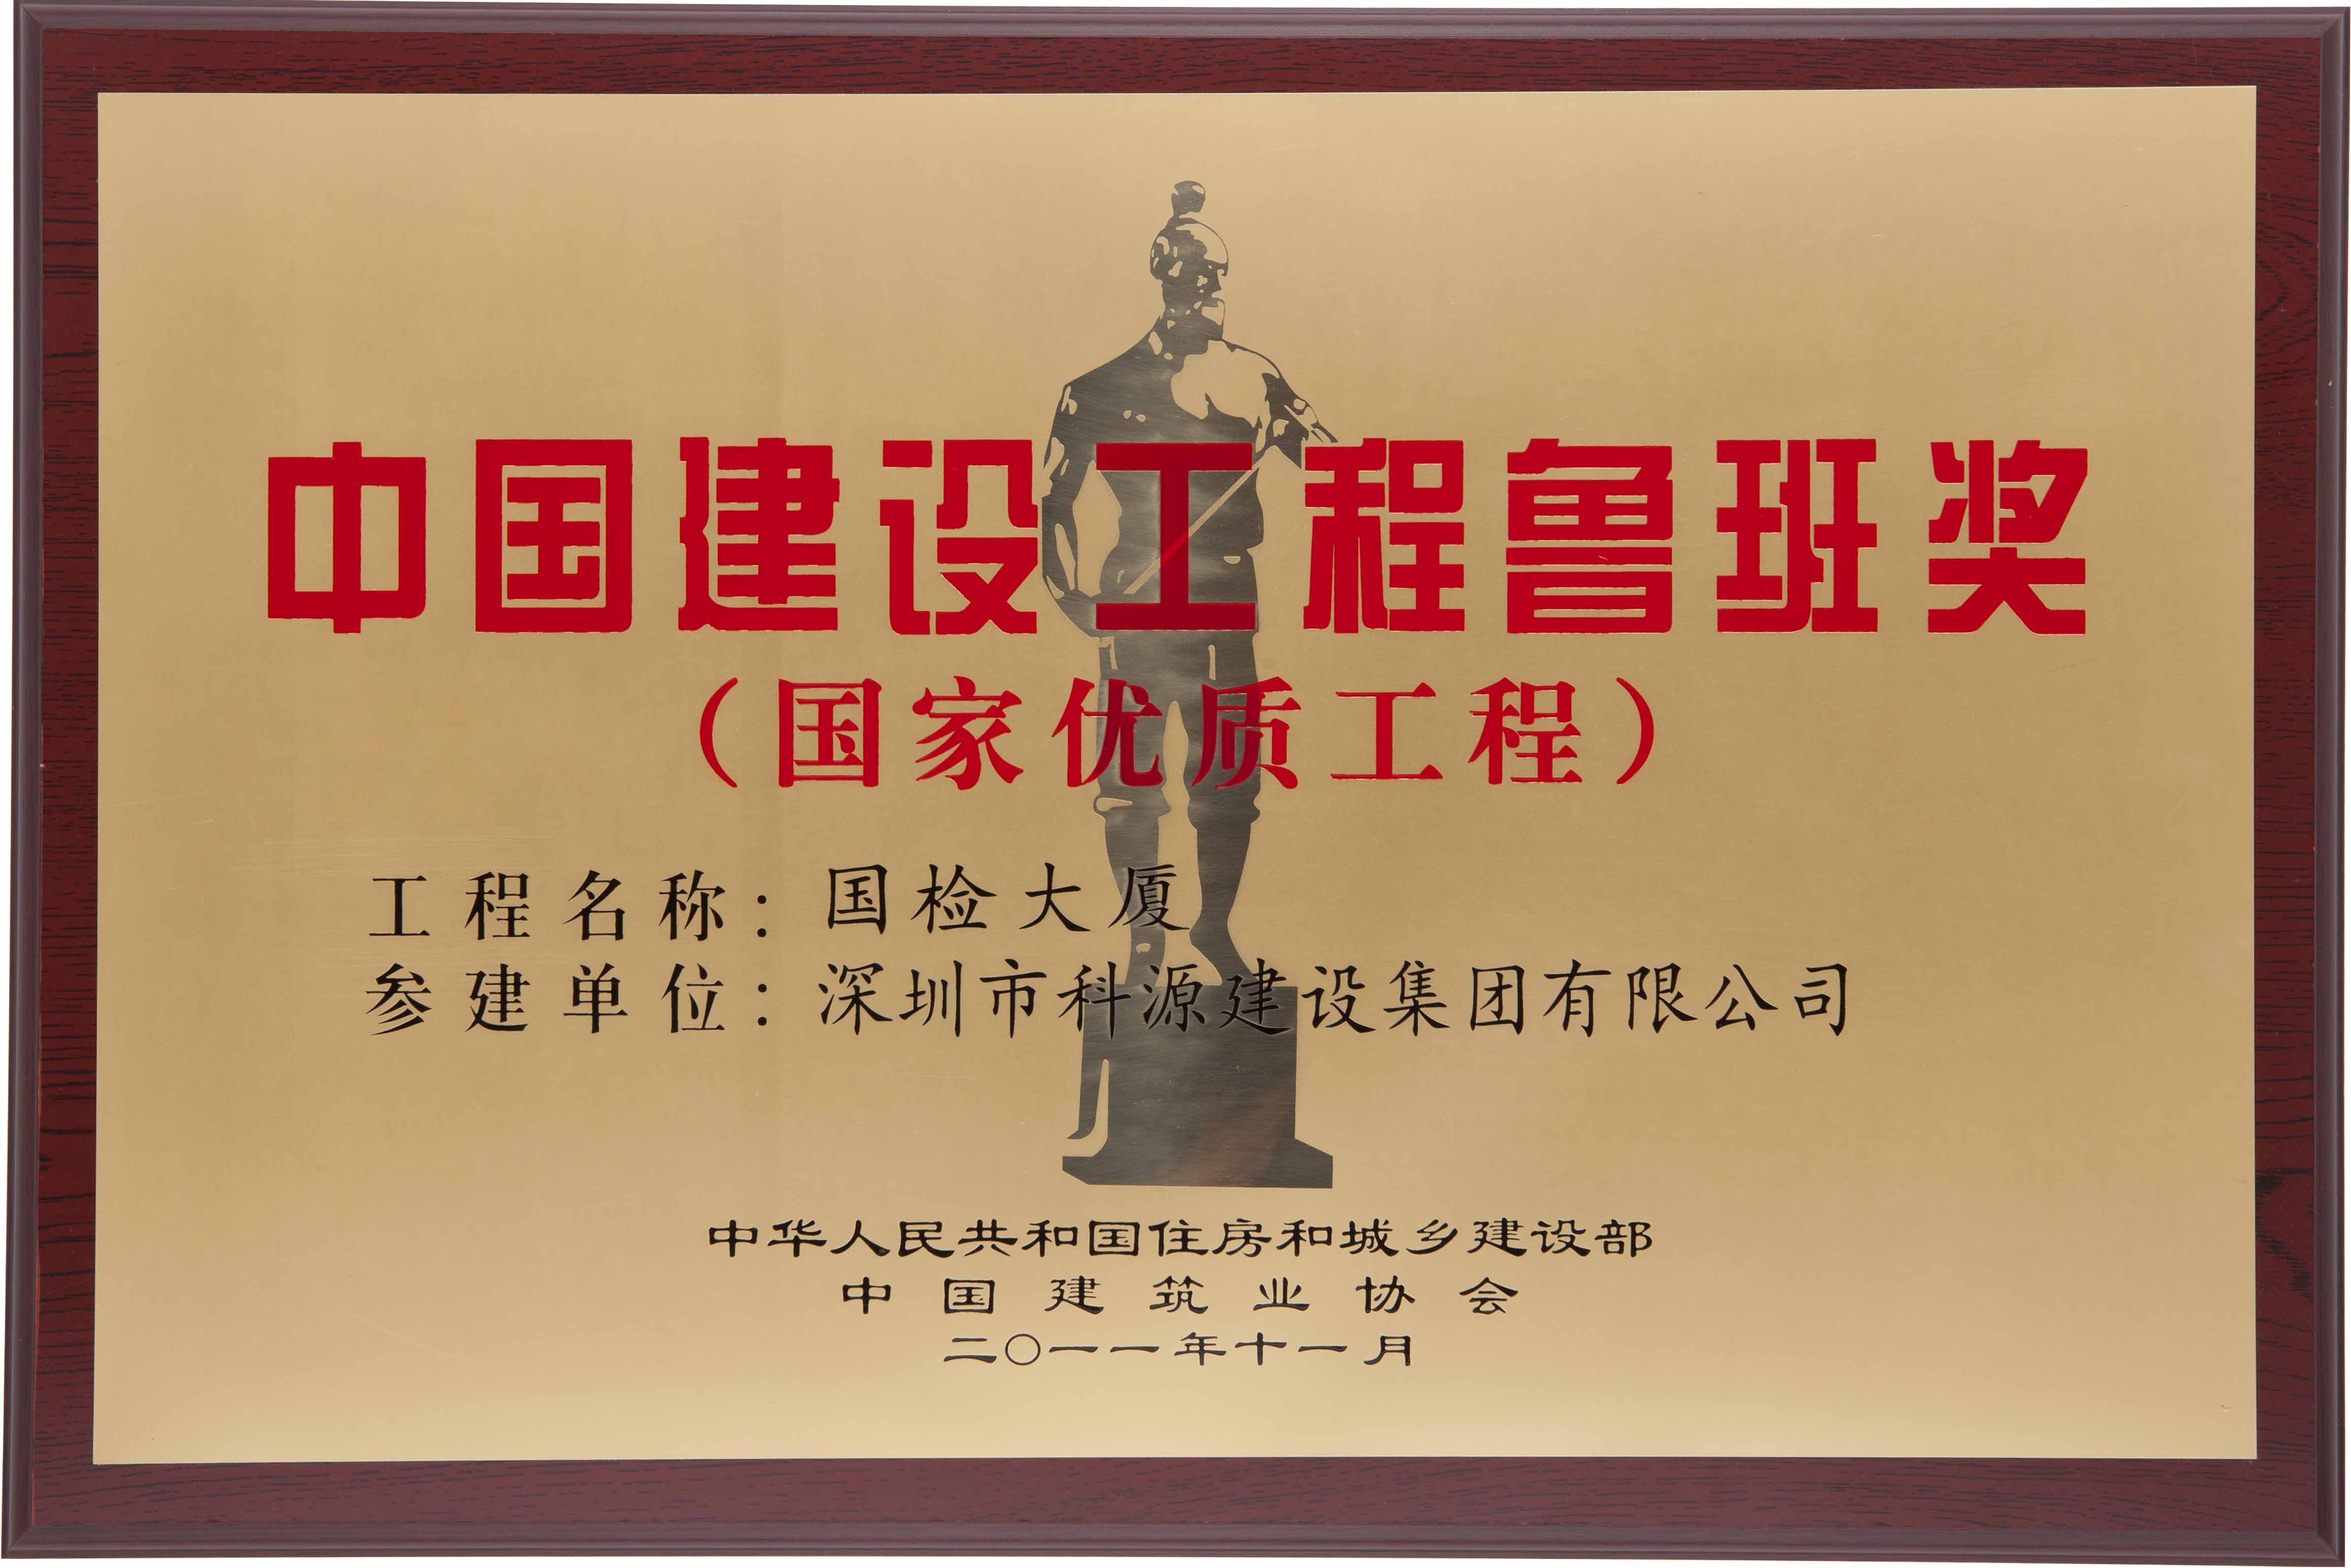 中国建设工程鲁班奖
（国家优质工程）
工程名称：国检大厦
参建单位：深圳市科源建设集团有限公司
中华人民共和国住房和城乡建设部
中国建筑业协会
二〇一一年十一月